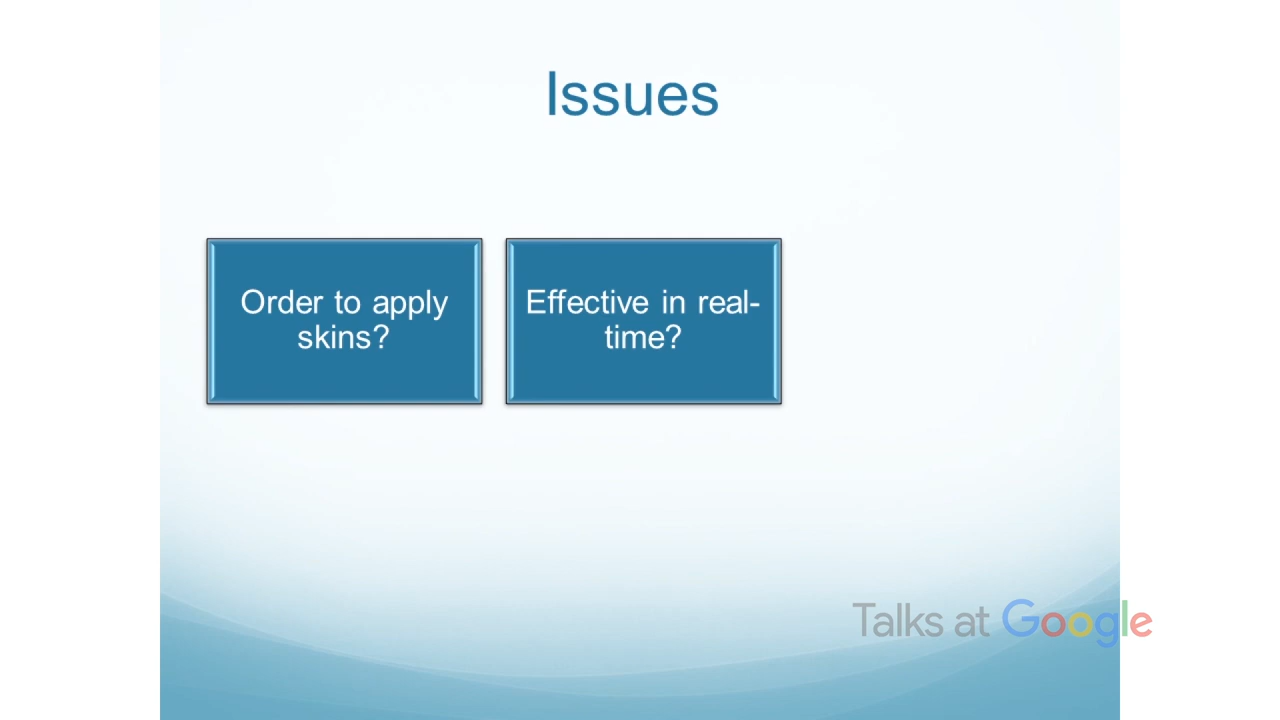 Issues
Order to apply
skins?
Effective in real-
time?
Talks at Google